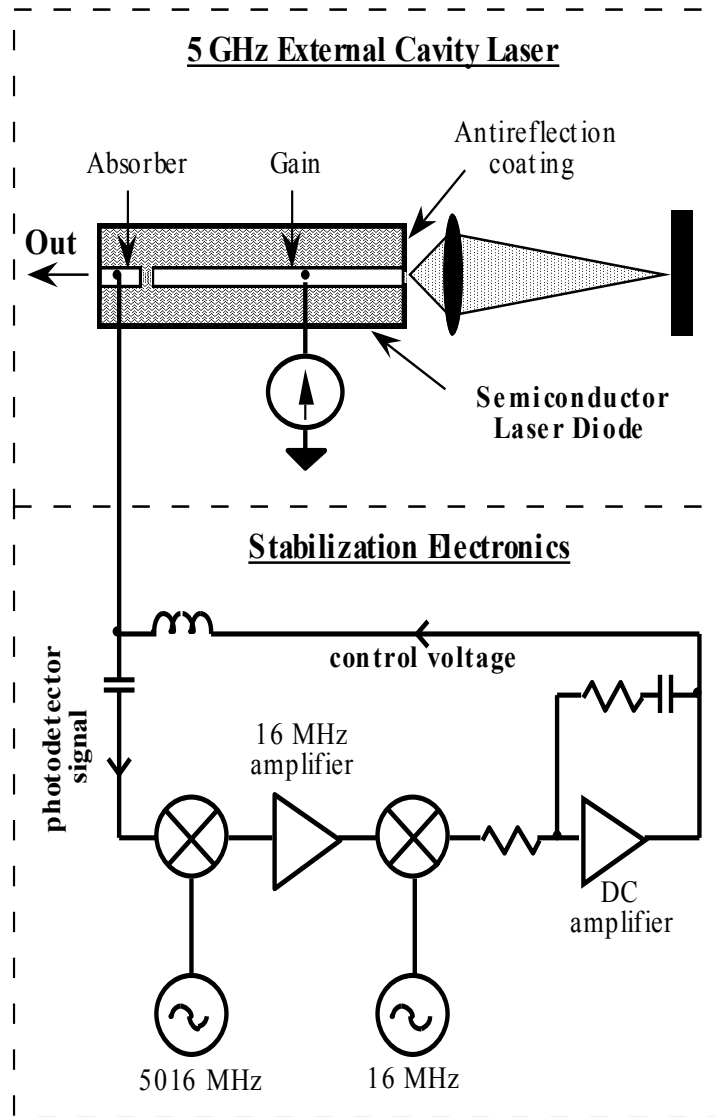 5 GHz External Cavity Laser
Absorber
Gain
Antireflection
coating
Out
Semiconductor
Laser Diode
Stabilization Electronics
control voltage
photodetector
signal
16 MHz
amplifier
DC
amplifier
5016 MHz
16 MHz